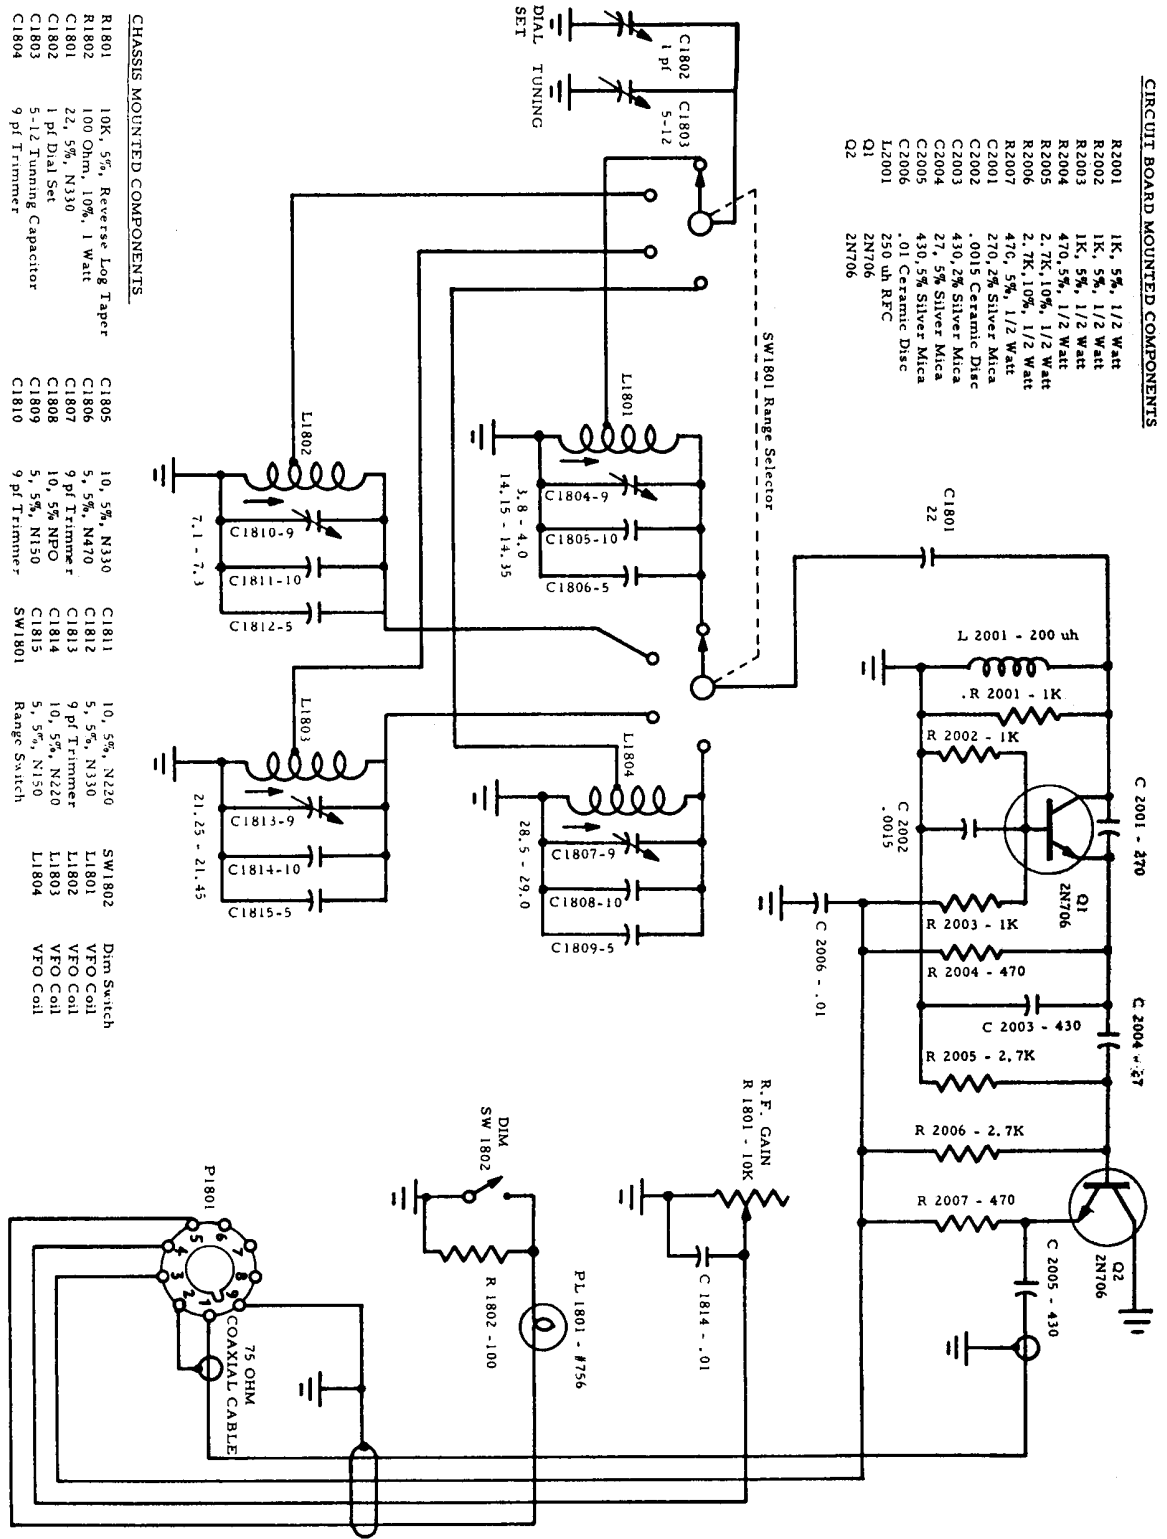 CIRCUIT BOARD MOUNTED COMPONENTS
R2001 1K, 5%, 1/2 Watt
R2002 1K, 5%, 1/2 Watt
R2003 1K, 5%, 1/2 Watt
R2004 470,5%, 1/2 Watt
R2005 2.7K,10%, 1/2 Watt
R2006 2.7K,10%, 1/2 Watt
R2007 470, 5%, 1/2 Watt
C2001 270,2% Silver Mica
C2002 .0015 Ceramic Disc
C2003 430,2% Silver Mica
C2004 27, 5% Silver Mica
C2005 430,5% Silver Mica
C2006 .01 Ceramic Disc
L2001 250 uh RFC
Q1 2N706
Q2 2N706
C1802
1 pf
C1803
5-12
DIAL
SET
TUNING
SW1801 Range Selector
L1801
C1804-9
C1805-10
C1806-5
3.8 - 4.0
14.15 - 14.35
L1802
C1810-9
C1811-10
C1812-5
7.1 - 7.3
L1803
C1813-9
C1814-10
C1815-5
21.25 - 21.45
L1804
C1807-9
C1808-10
C1809-5
28.5 - 29.0
C1801
22
L 2001 - 200 uh
R 2001 - 1K
R 2002 - 1K
C 2002
.0015
C 2001 - 270
Q1
2N706
R 2003 - 1K
R 2004 - 470
C 2006 - .01
C 2003 - 430
C 2004
R 2005 - 2.7K
R 2006 - 2.7K
R 2007 - 470
Q2
2N706
C 2005 - 430
R.F. GAIN
R 1801 - 10K
C 1814 - .01
DIM
SW 1802
R 1802 -100
PL 1801 - #756
P1801
1
2
3
4
5
6
7
8
9
75 OHM
COAXIAL CABLE
CHASSIS MOUNTED COMPONENTS
R1801 10K, 5%, Reverse Log Taper
R1802 100 Ohm, 10%, 1 Watt
C1801 22, 5%, N330
C1802 1 pf Dial Set
C1803 5-12 Tunning Capacitor
C1804 9 pf Trimmer
C1805 10, 5%, N330
C1806 5, 5%, N470
C1807 9 pf Trimmer
C1808 10, 5% NPO
C1809 5, 5%, N150
C1810 9 pf Trimmer
C1811 10, 5%, N220
C1812 5, 5%, N330
C1813 9 pf Trimmer
C1814 10, 5%, N220
C1815 5, 5%, N150
SW1801 Range Switch
SW1802 Dim Switch
L1801 VFO Coil
L1802 VFO Coil
L1803 VFO Coil
L1804 VFO Coil